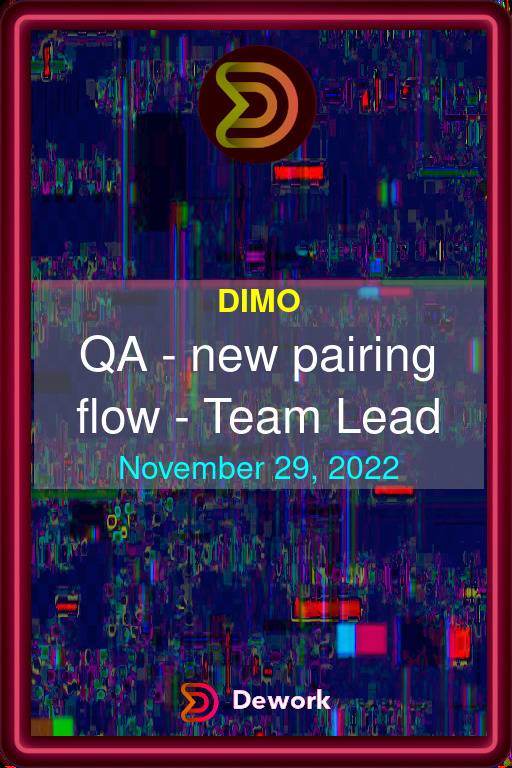 DIMO
QA - new pairing
flow - Team Lead
November 29, 2022
Dework